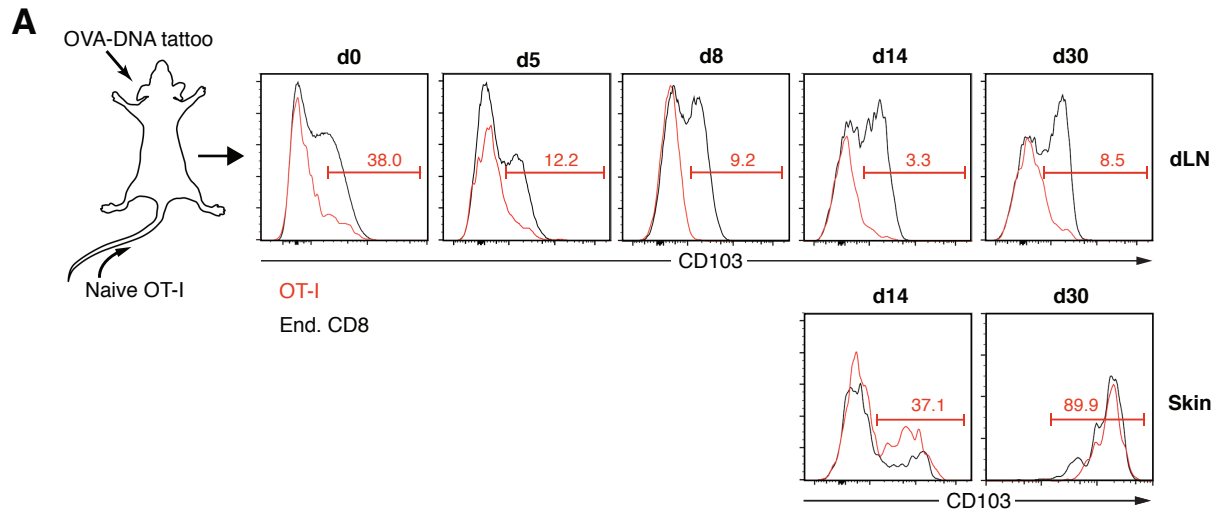 A
OVA-DNA tattoo
d0 d5 d8 d14 d30
38.0 12.2 9.2 3.3 8.5
dLN
CD103
Naive OT-I
OT-I
End. CD8
d14 d30
37.1 89.9
Skin
CD103